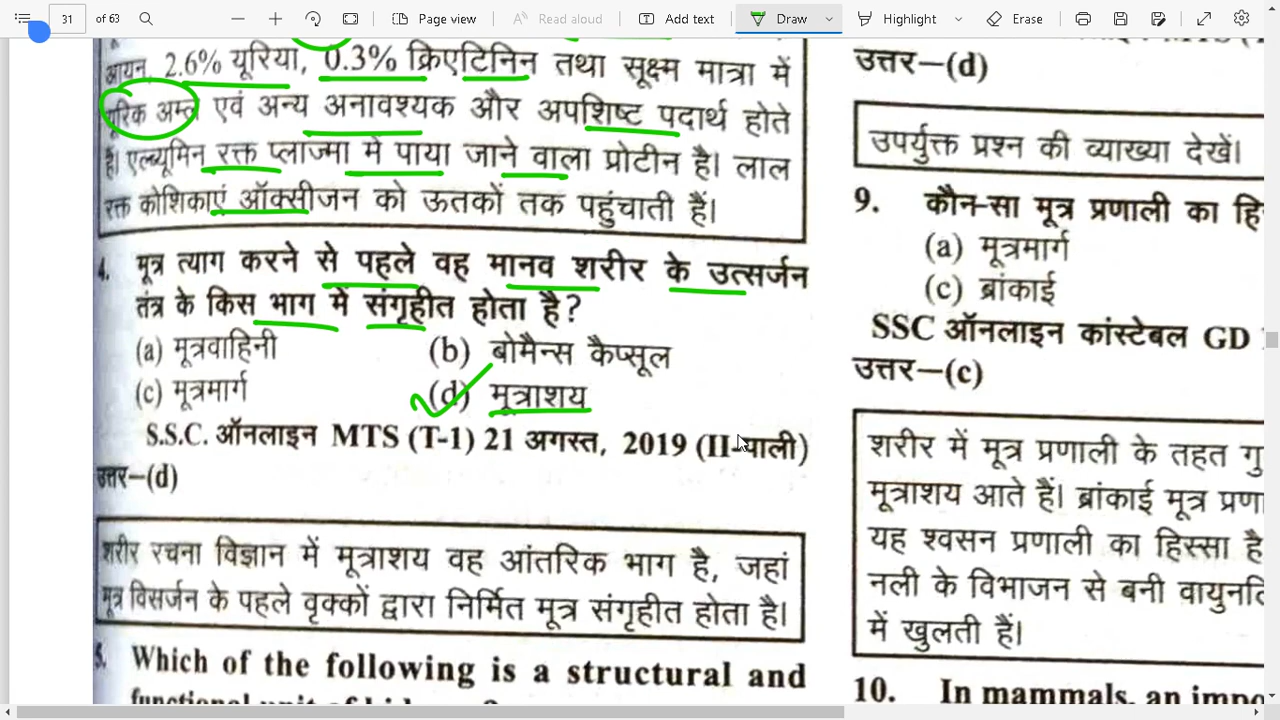 31 of 63 Page view Read aloud Add text Draw Highlight Erase
आयन, 2.6% यूरिया, 0.3% क्रिएटिनिन तथा सूक्ष्म मात्रा में
यूरिक अम्ल एवं अन्य अनावश्यक और अपशिष्ट पदार्थ होते
है। एल्ब्यूमिन रक्त प्लाज्मा में पाया जाने वाला प्रोटीन है। लाल
रक्त कोशिकाएं ऑक्सीजन को ऊतकों तक पहुंचाती हैं।
4. मूत्र त्याग करने से पहले वह मानव शरीर के उत्सर्जन
तंत्र के किस भाग में संगृहीत होता है?
(a) मूत्रवाहिनी (b) बोमैन्स कैप्सूल
(c) मूत्रमार्ग (d) मूत्राशय
S.S.C. ऑनलाइन MTS (T-1) 21 अगस्त, 2019 (II-पाली)
उत्तर–(d)
शरीर रचना विज्ञान में मूत्राशय वह आंतरिक भाग है, जहां
मूत्र विसर्जन के पहले वृक्कों द्वारा निर्मित मूत्र संगृहीत होता है।
5. Which of the following is a structural and
उत्तर–(d)
उपर्युक्त प्रश्न की व्याख्या देखें।
9. कौन-सा मूत्र प्रणाली का हि
(a) मूत्रमार्ग
(c) ब्रांकाई
SSC ऑनलाइन कांस्टेबल GD
उत्तर–(c)
शरीर में मूत्र प्रणाली के तहत गु
मूत्राशय आते हैं। ब्रांकाई मूत्र प्रणा
यह श्वसन प्रणाली का हिस्सा है
नली के विभाजन से बनी वायुनलि
में खुलती हैं।
10. In mammals, an impo